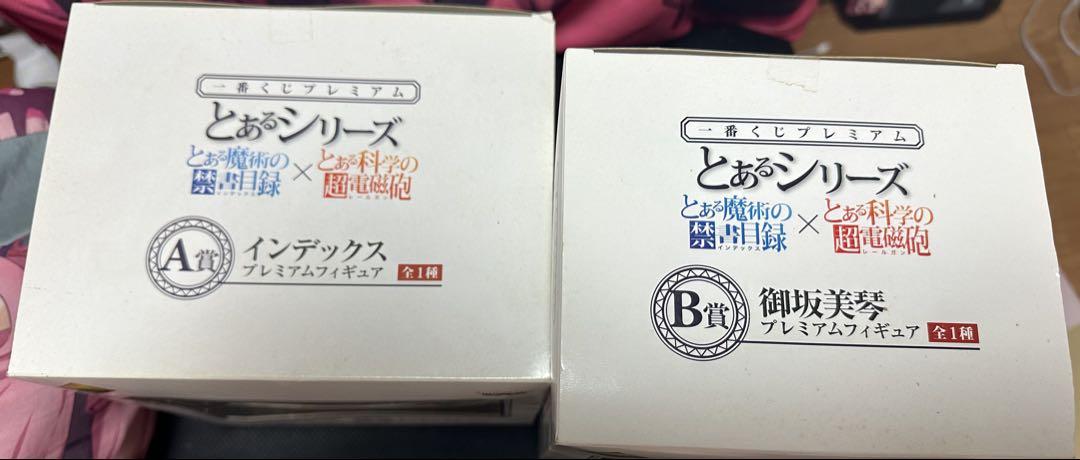 一番くじプレミアム
とあるシリーズ
とある魔術の
禁書目録
インデックス
×
とある科学の
超電磁砲
レールガン
A賞
インデックス
プレミアムフィギュア 全1種
一番くじプレミアム
とあるシリーズ
とある魔術の
禁書目録
インデックス
×
とある科学の
超電磁砲
レールガン
B賞
御坂美琴
プレミアムフィギュア 全1種